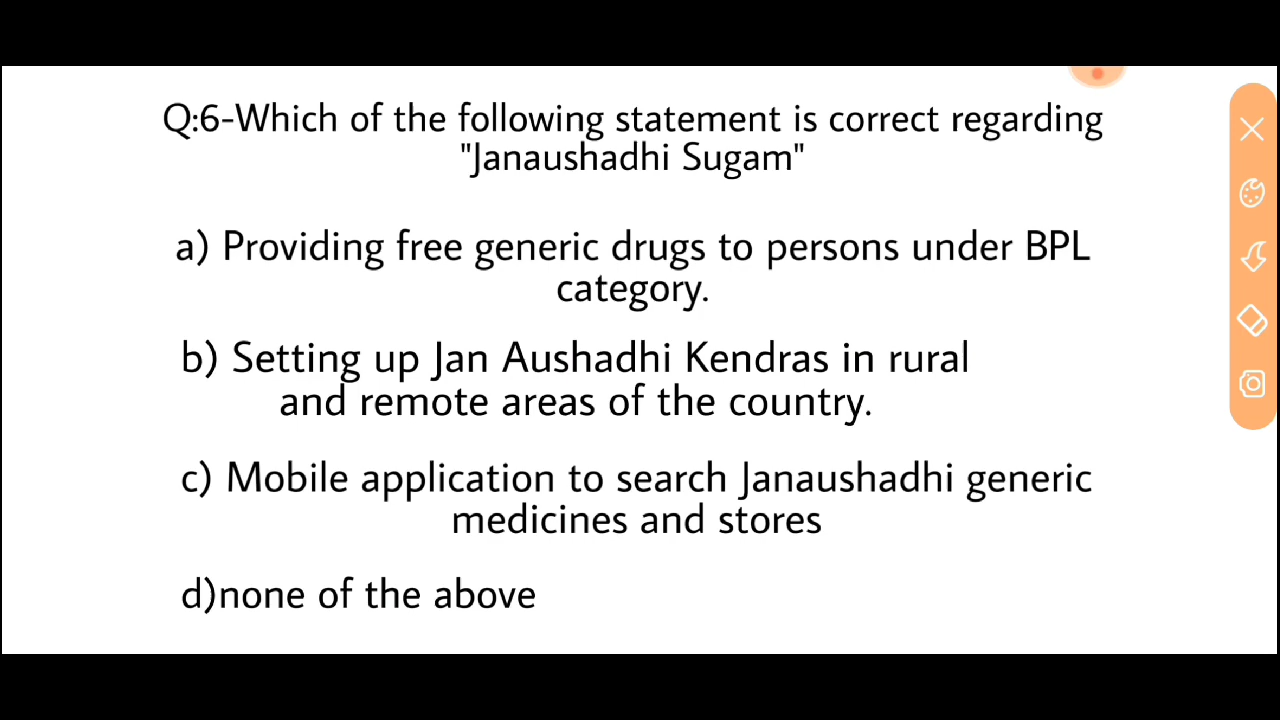 Q:6-Which of the following statement is correct regarding
"Janaushadhi Sugam"
a) Providing free generic drugs to persons under BPL
category.
b) Setting up Jan Aushadhi Kendras in rural
and remote areas of the country.
c) Mobile application to search Janaushadhi generic
medicines and stores
d)none of the above